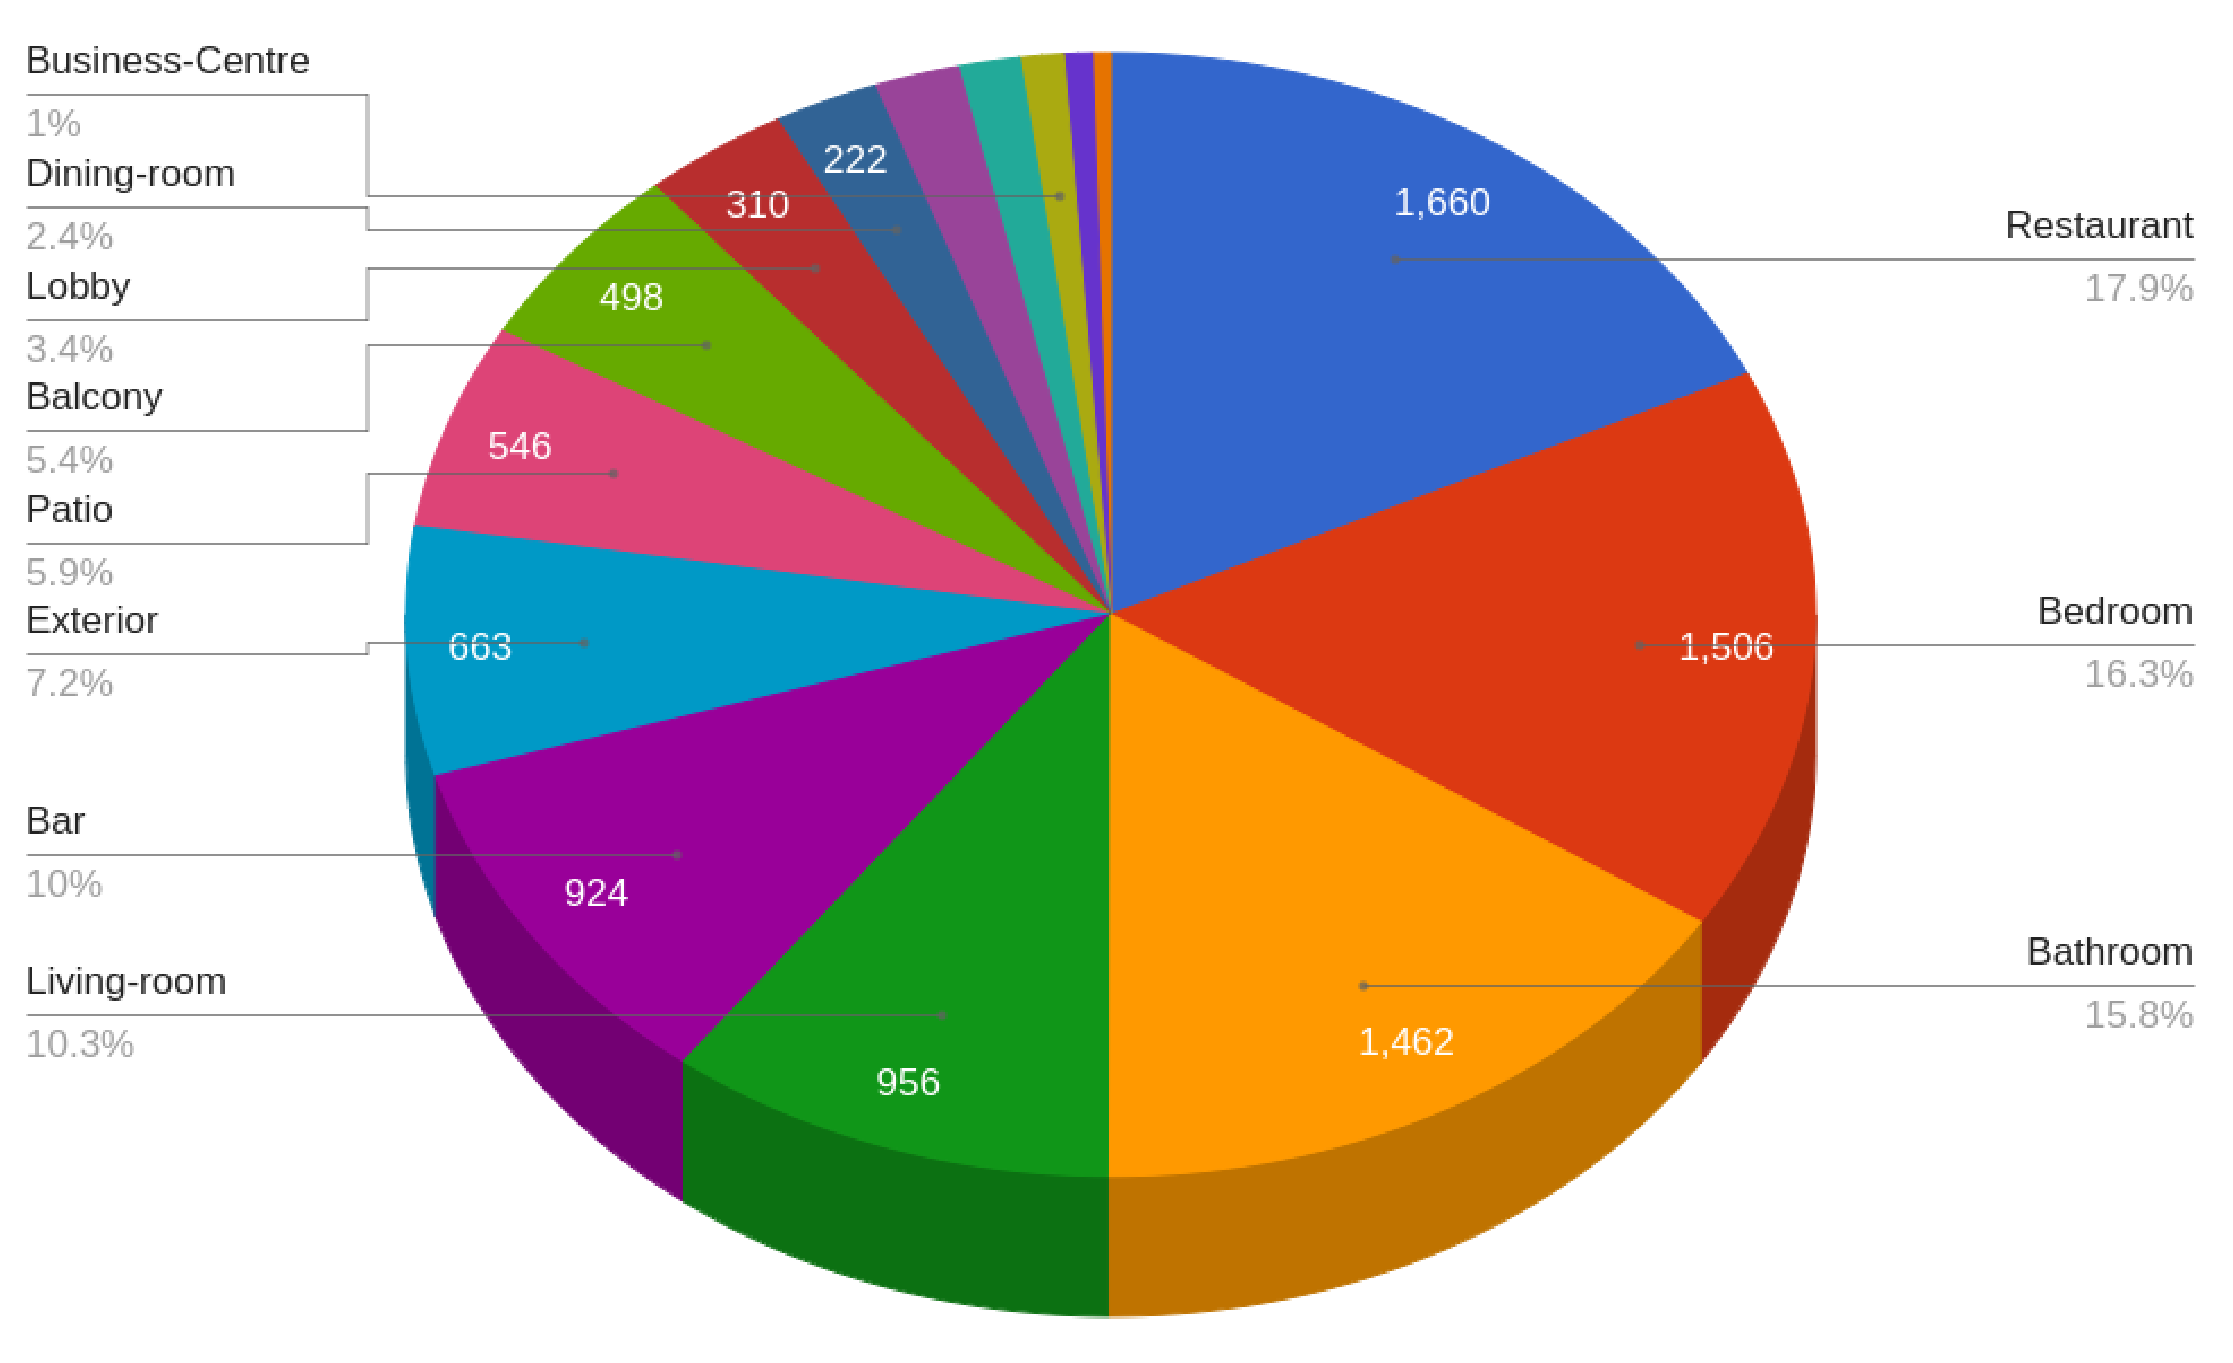 Business-Centre
1%
Dining-room
2.4%
Lobby
3.4%
Balcony
5.4%
Patio
5.9%
Exterior
7.2%
Bar
10%
Living-room
10.3%
222
310
498
546
663
924
956
1,660
1,506
1,462
Restaurant
17.9%
Bedroom
16.3%
Bathroom
15.8%